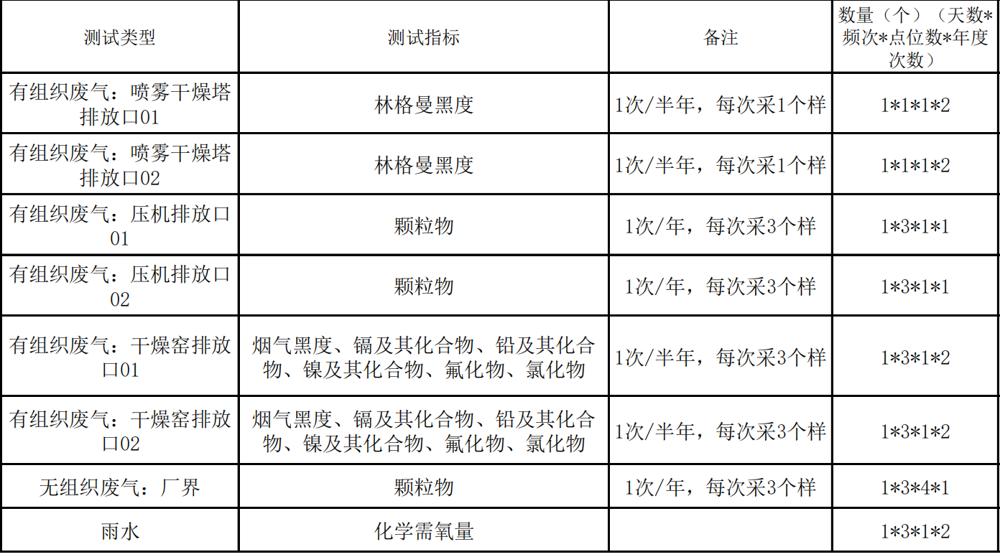 测试类型
测试指标
备注
数量（个）（天数*
频次*点位数*年度
次数）
有组织废气：喷雾干燥塔
排放口01
林格曼黑度
1次/半年，每次采1个样
1*1*1*2
有组织废气：喷雾干燥塔
排放口02
林格曼黑度
1次/半年，每次采1个样
1*1*1*2
有组织废气：压机排放口
01
颗粒物
1次/年，每次采3个样
1*3*1*1
有组织废气：压机排放口
02
颗粒物
1次/年，每次采3个样
1*3*1*1
有组织废气：干燥窑排放
口01
烟气黑度、镉及其化合物、铅及其化合
物、镍及其化合物、氟化物、氯化物
1次/半年，每次采3个样
1*3*1*2
有组织废气：干燥窑排放
口02
烟气黑度、镉及其化合物、铅及其化合
物、镍及其化合物、氟化物、氯化物
1次/半年，每次采3个样
1*3*1*2
无组织废气：厂界
颗粒物
1次/年，每次采3个样
1*3*4*1
雨水
化学需氧量
1*3*1*2